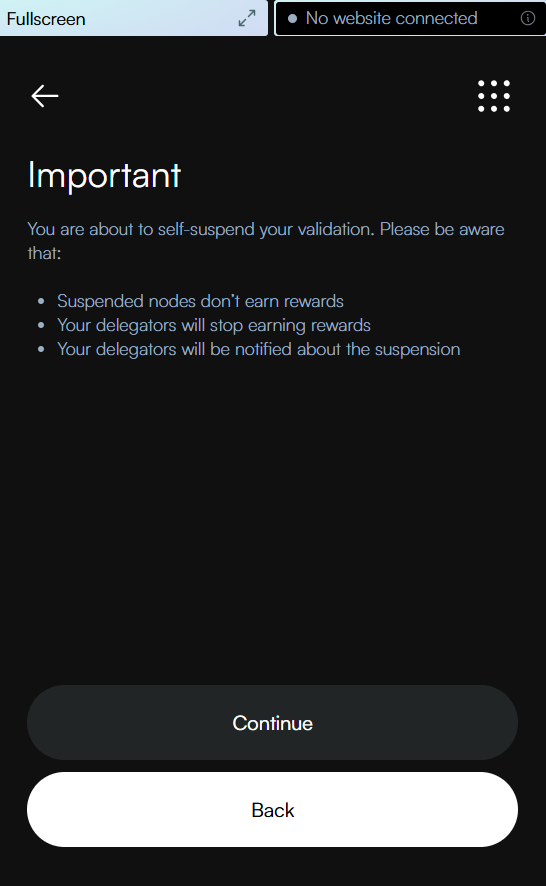 Fullscreen
No website connected
Important
You are about to self-suspend your validation. Please be aware
that:
• Suspended nodes don't earn rewards
• Your delegators will stop earning rewards
• Your delegators will be notified about the suspension
Continue
Back